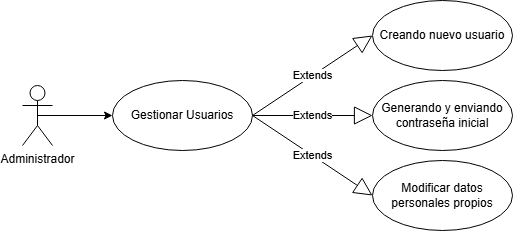 Creando nuevo usuario
Extends
Gestionar Usuarios
Extends
Generando y enviando
contraseña inicial
Administrador
Extends
Modificar datos
personales propios